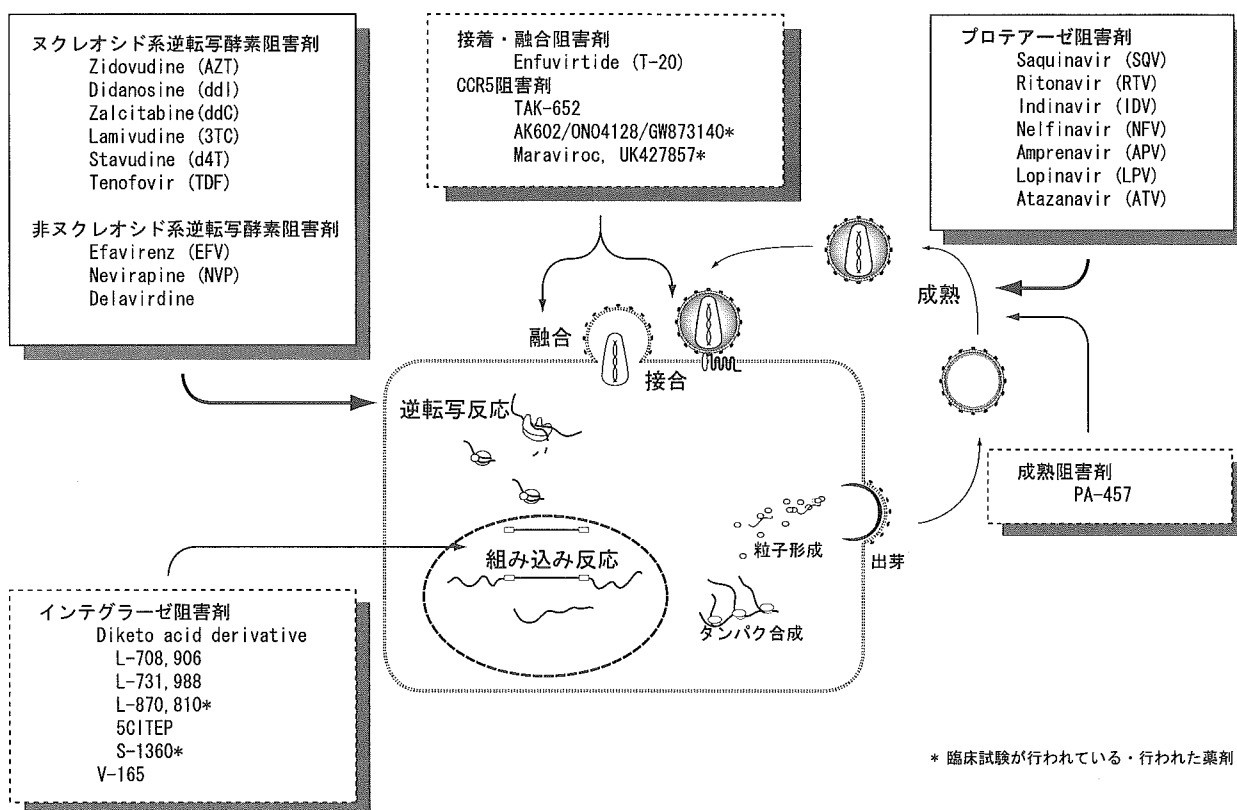 ヌクレオシド系逆転写酵素阻害剤
Zidovudine (AZT)
Didanosine (ddI)
Zalcitabine(ddC)
Lamivudine (3TC)
Stavudine (d4T)
Tenofovir (TDF)
非ヌクレオシド系逆転写酵素阻害剤
Efavirenz (EFV)
Nevirapine (NVP)
Delavirdine
接着・融合阻害剤
Enfuvirtide (T-20)
CCR5阻害剤
TAK-652
AK602/ONO4128/GW873140*
Maraviroc, UK427857*
プロテアーゼ阻害剤
Saquinavir (SQV)
Ritonavir (RTV)
Indinavir (IDV)
Nelfinavir (NFV)
Amprenavir (APV)
Lopinavir (LPV)
Atazanavir (ATV)
成熟
融合
接合
逆転写反応
成熟阻害剤
PA-457
組み込み反応
粒子形成
出芽
タンパク合成
インテグラーゼ阻害剤
Diketo acid derivative
L-708,906
L-731,988
L-870,810*
5CITEP
S-1360*
V-165
* 臨床試験が行われている・行われた薬剤